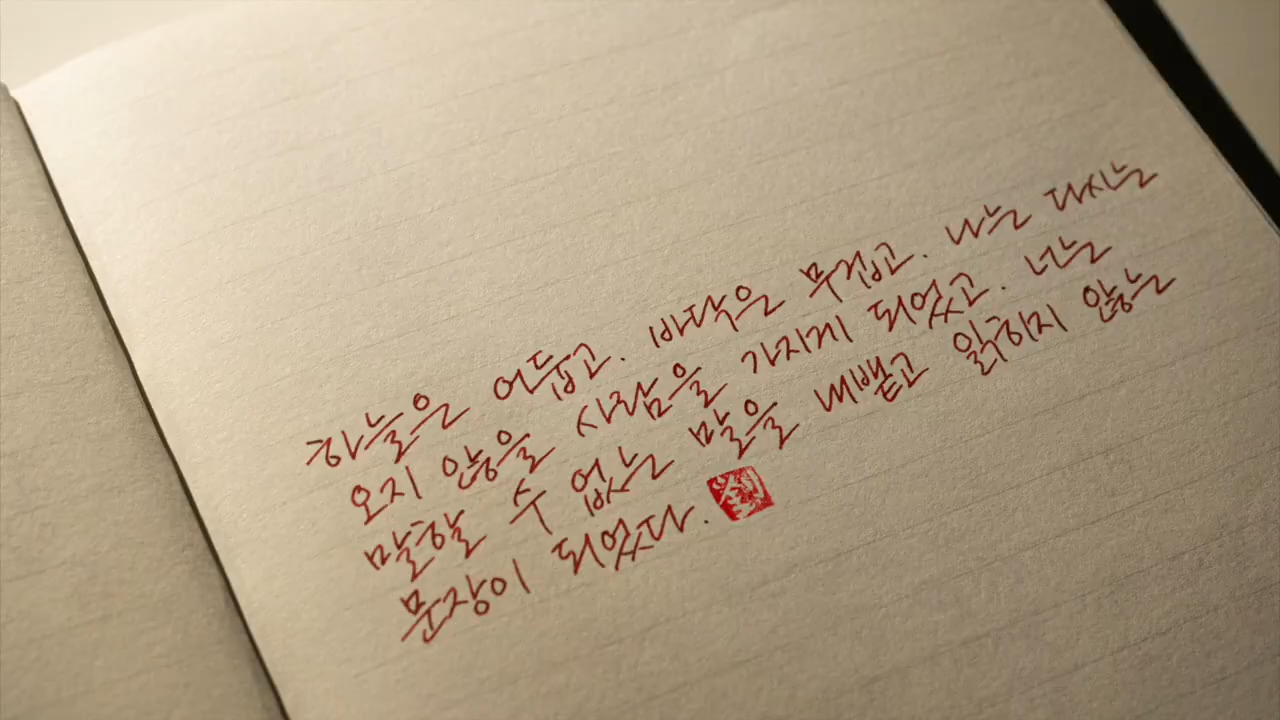 하늘은 어둡고. 바닥은 무겁고. 나는 다시는
오지 않을 사람을 가지게 되었고. 너는
말할 수 없는 말을 내뱉고 읽히지 않는
문장이 되었다.